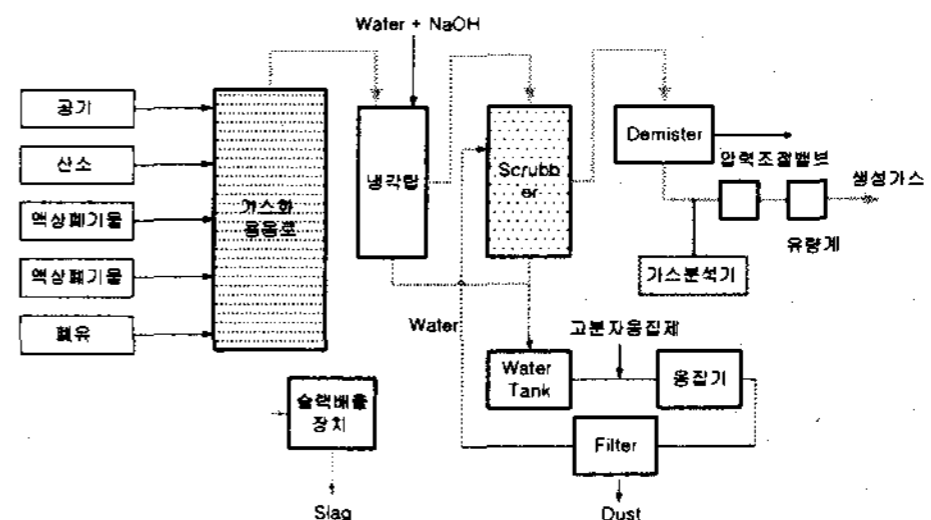 Water + NaOH
공기
산소
액상폐기물
액상폐기물
폐유
가스화
용융로
냉각탑
Scrubb
er
Demister
압력조절밸브
생성가스
유량계
가스분석기
Water
고분자응집제
Water
Tank
응집기
Filter
Dust
슬랙배출
장치
Slag